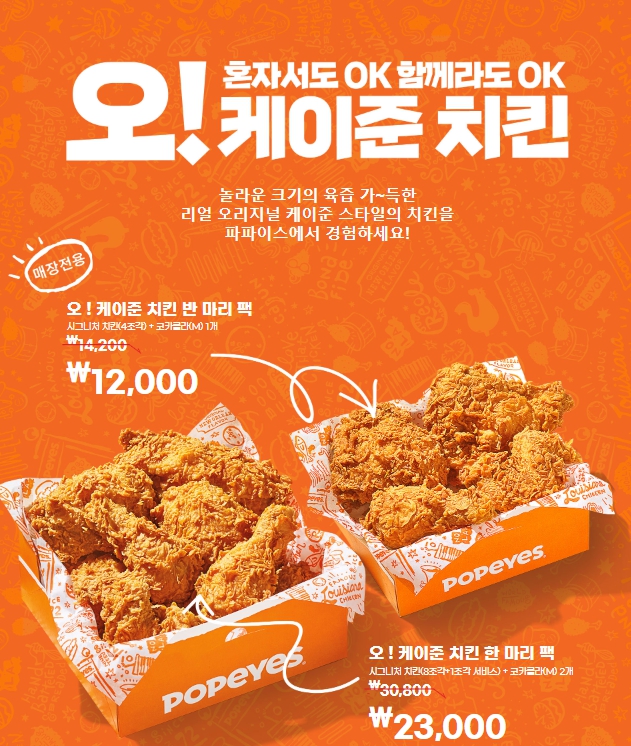 오! 혼자서도 OK 함께라도 OK
케이준 치킨
놀라운 크기의 육즙 가~득한
리얼 오리지널 케이준 스타일의 치킨을
파파이스에서 경험하세요!
매장전용
오 ! 케이준 치킨 반 마리 팩
시그니처 치킨(4조각) + 코카콜라(M) 1개
₩14,200
₩12,000
Louisiana
CHICKEN
POPEYES
Louisiana
CHICKEN
POPEYES
오 ! 케이준 치킨 한 마리 팩
시그니처 치킨(8조각+1조각 서비스) + 코카콜라(M) 2개
₩30,800
₩23,000